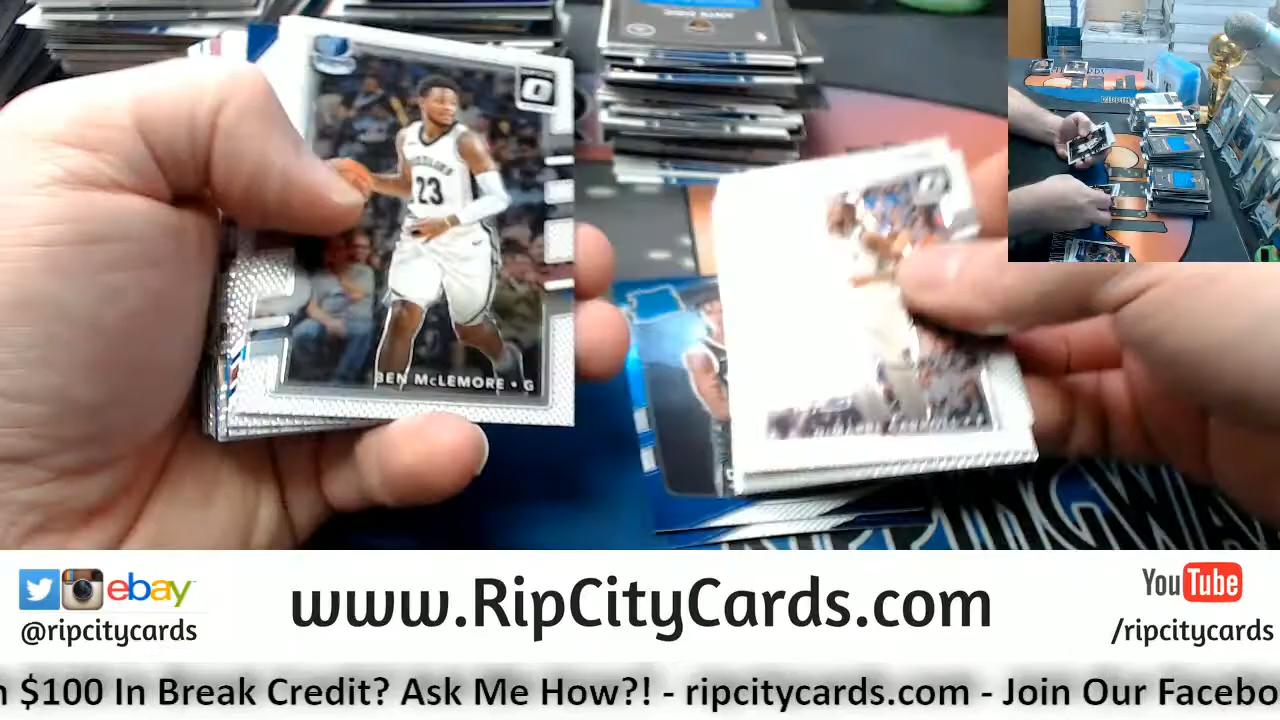 23
BEN McLEMORE • G
RIPPINGWA
ebay
@ripcitycards
www.RipCityCards.com
YouTube
/ripcitycards
n $100 In Break Credit? Ask Me How?! - ripcitycards.com - Join Our Facebo